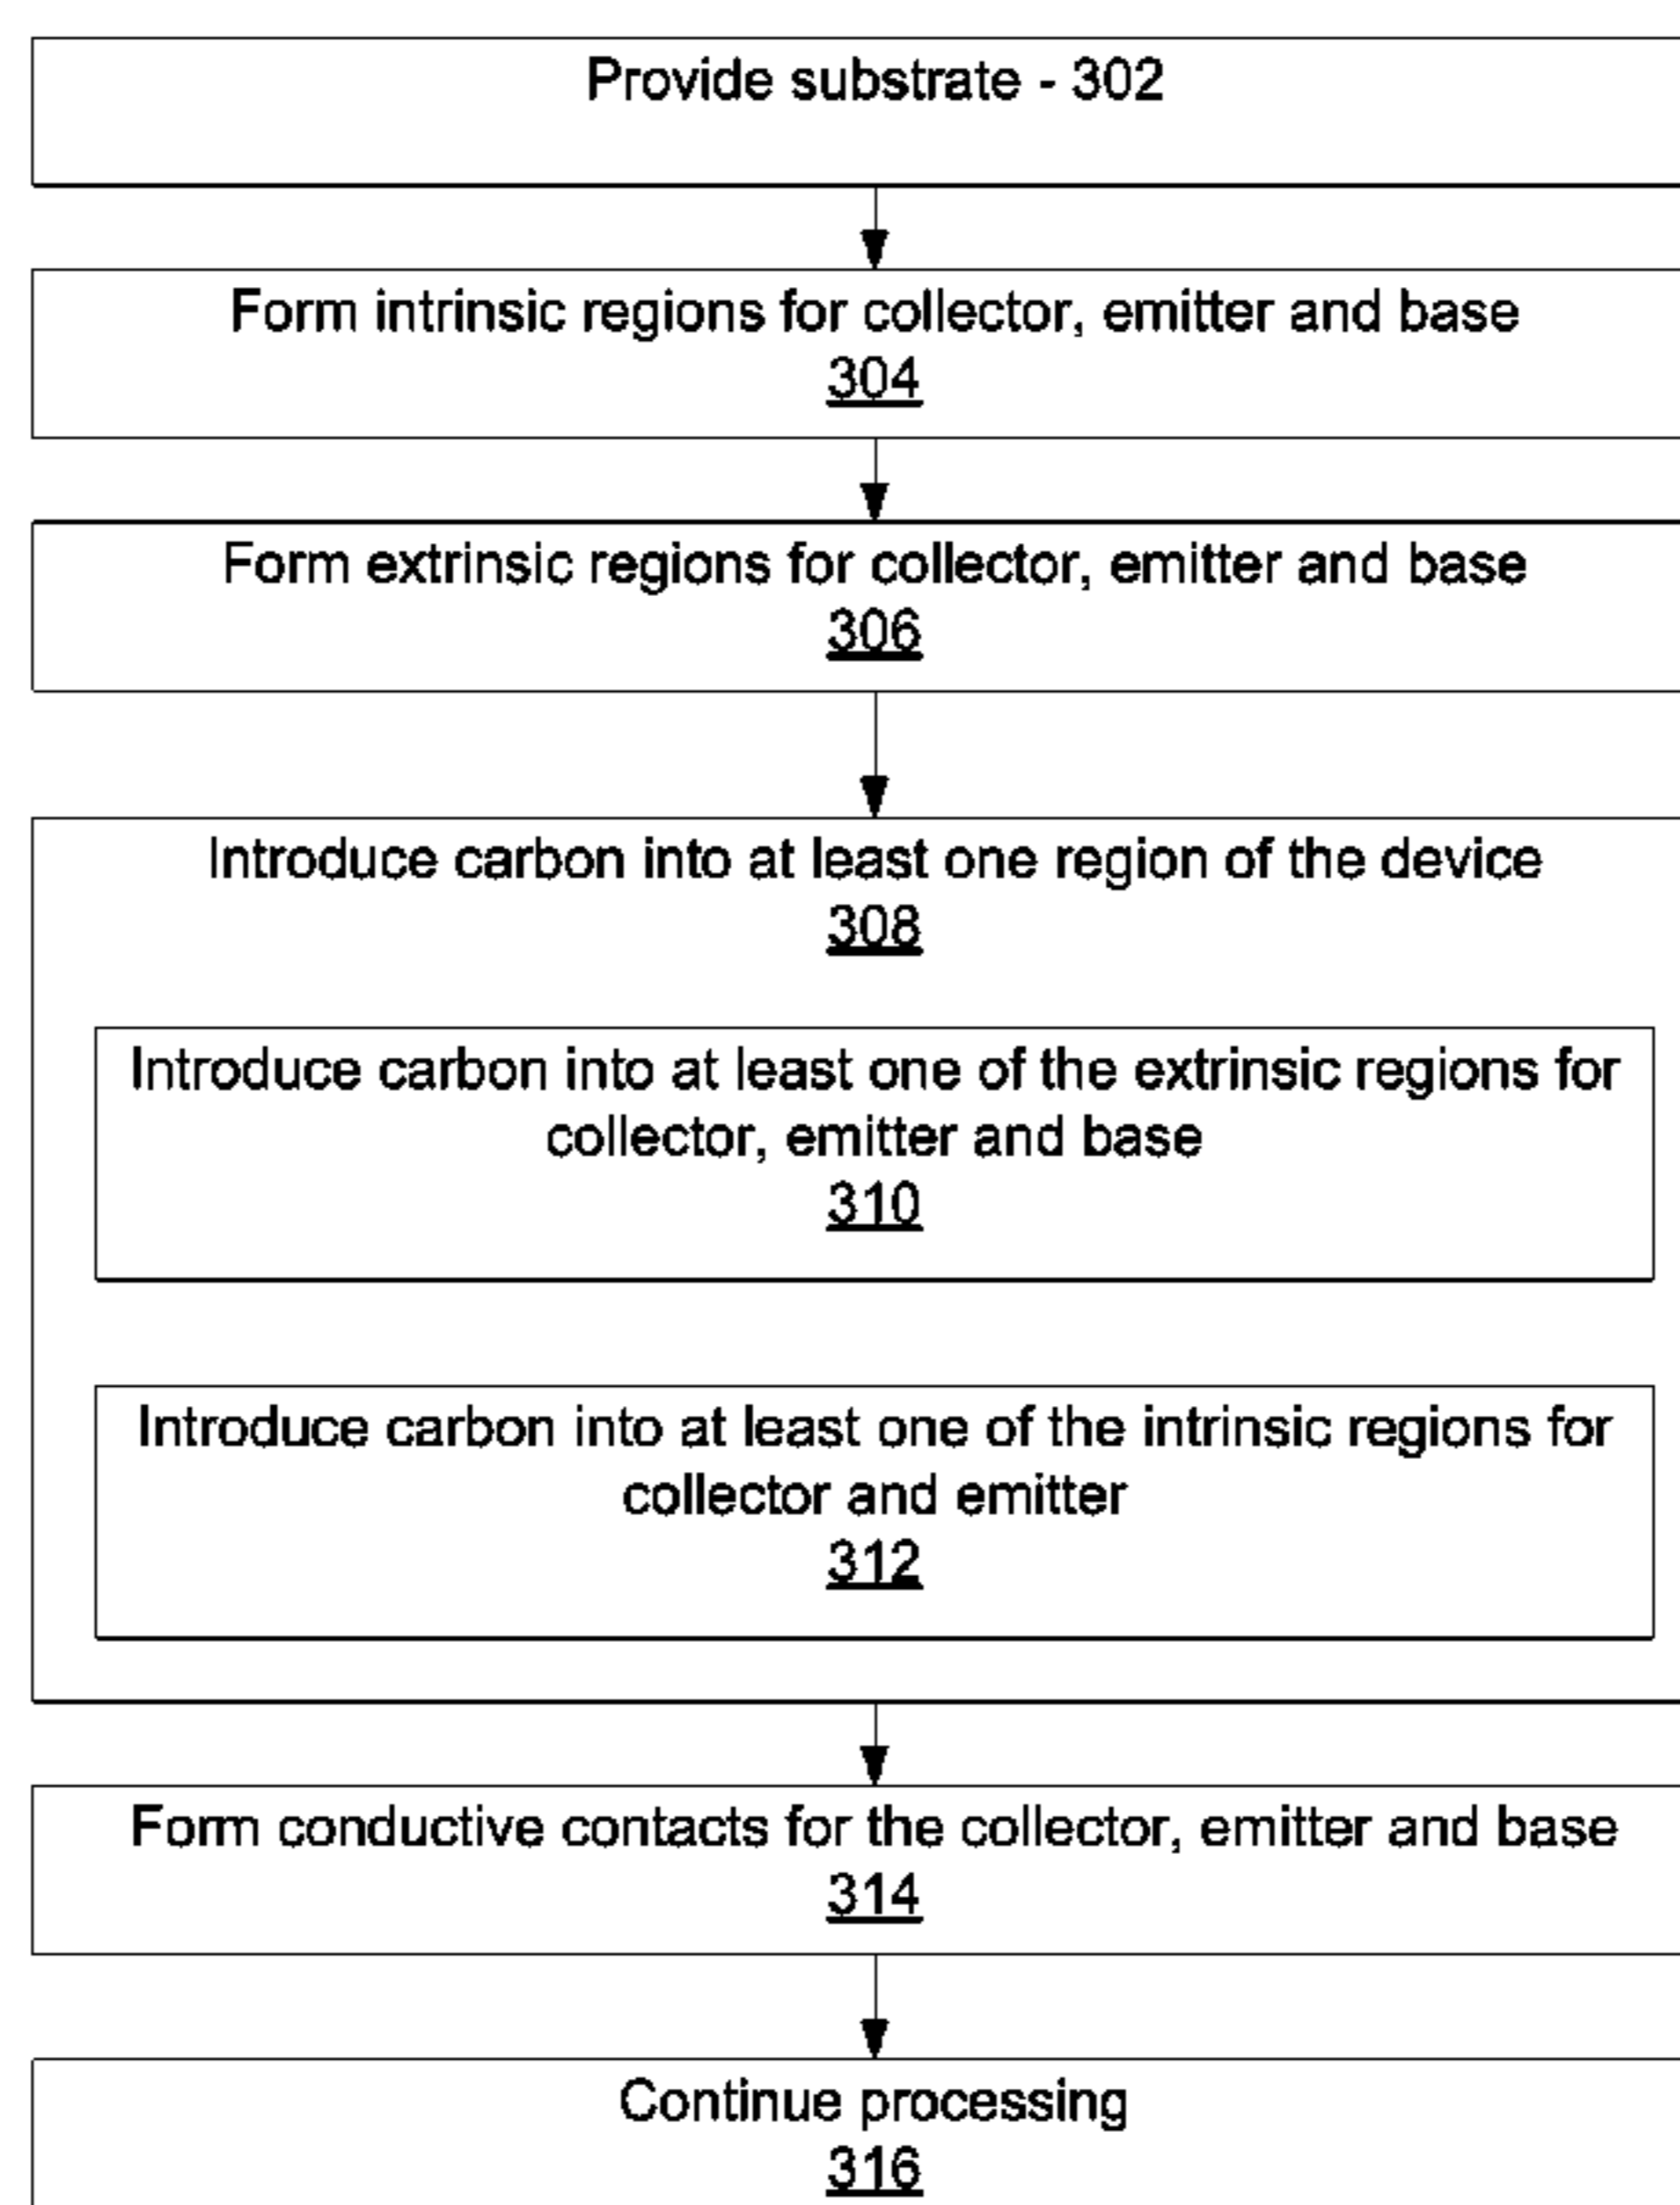 Provide substrate - 302
Form intrinsic regions for collector, emitter and base
304
Form extrinsic regions for collector, emitter and base
306
Introduce carbon into at least one region of the device
308
Introduce carbon into at least one of the extrinsic regions for
collector, emitter and base
310
Introduce carbon into at least one of the intrinsic regions for
collector and emitter
312
Form conductive contacts for the collector, emitter and base
314
Continue processing
316